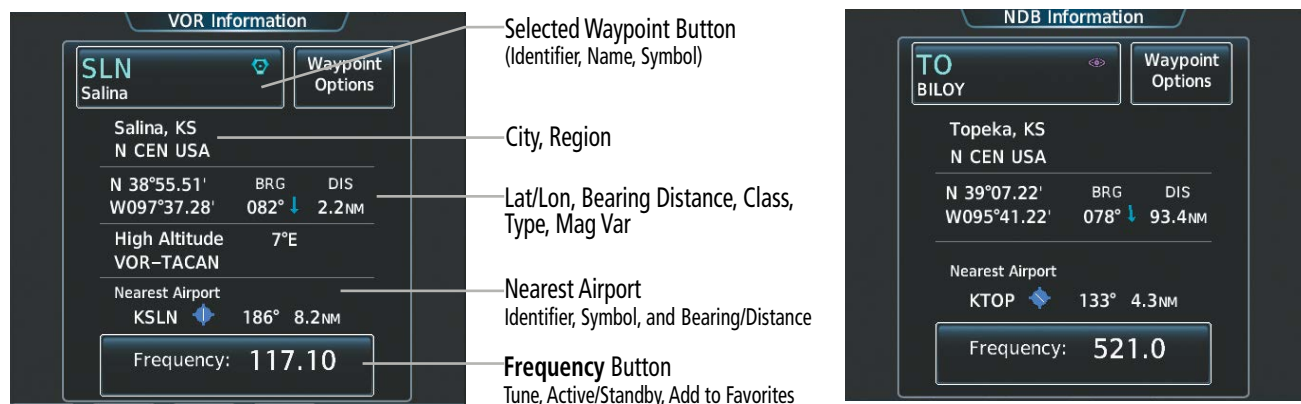 VOR Information
SLN
Salina
Waypoint
Options
Salina, KS
N CEN USA
N 38°55.51' BRG DIS
W097°37.28' 082° 2.2NM
High Altitude 7°E
VOR-TACAN
Nearest Airport
KSLN 186° 8.2NM
Frequency: 117.10
Selected Waypoint Button
(Identifier, Name, Symbol)
City, Region
Lat/Lon, Bearing Distance, Class,
Type, Mag Var
Nearest Airport
Identifier, Symbol, and Bearing/Distance
Frequency Button
Tune, Active/Standby, Add to Favorites
NDB Information
TO
BILOY
Waypoint
Options
Topeka, KS
N CEN USA
N 39°07.22' BRG DIS
W095°41.22' 078° 93.4NM
Nearest Airport
KTOP 133° 4.3NM
Frequency: 521.0